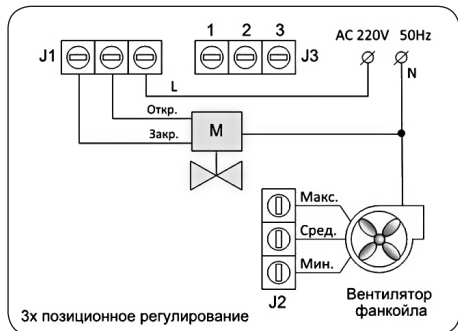 1 2 3
AC 220V 50Hz
J1
J3
L
N
Откр.
Закр.
M
Макс.
Сред.
Мин.
J2
Вентилятор
фанкойла
3х позиционное регулирование